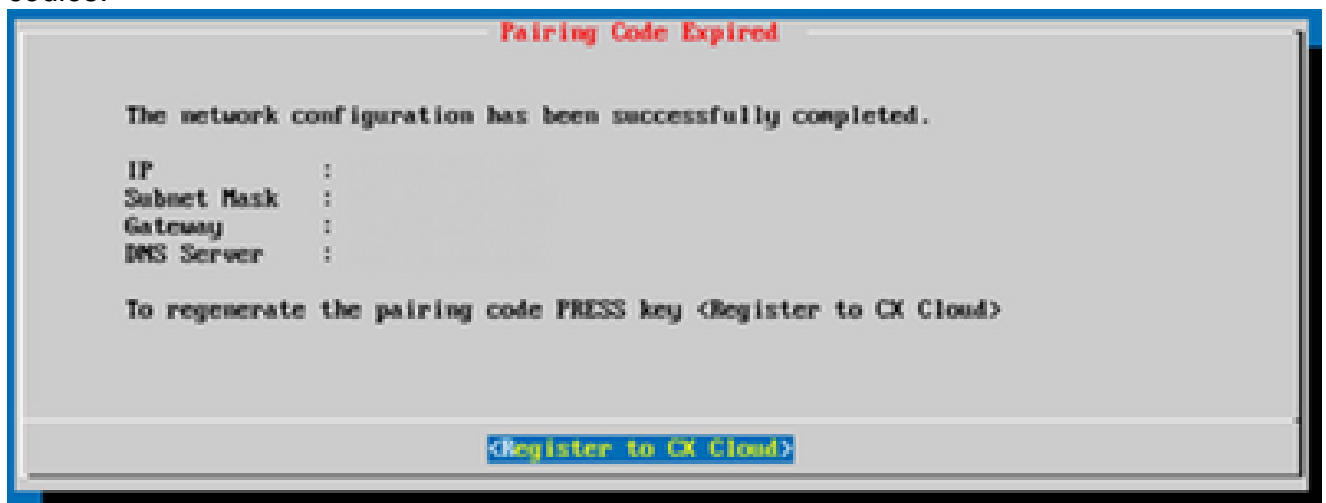 Pairing Code Expired
The network configuration has been successfully completed.
IP :
Subnet Mask :
Gateway :
DNS Server :
To regenerate the pairing code PRESS key <Register to CX Cloud>
<Register to CX Cloud>